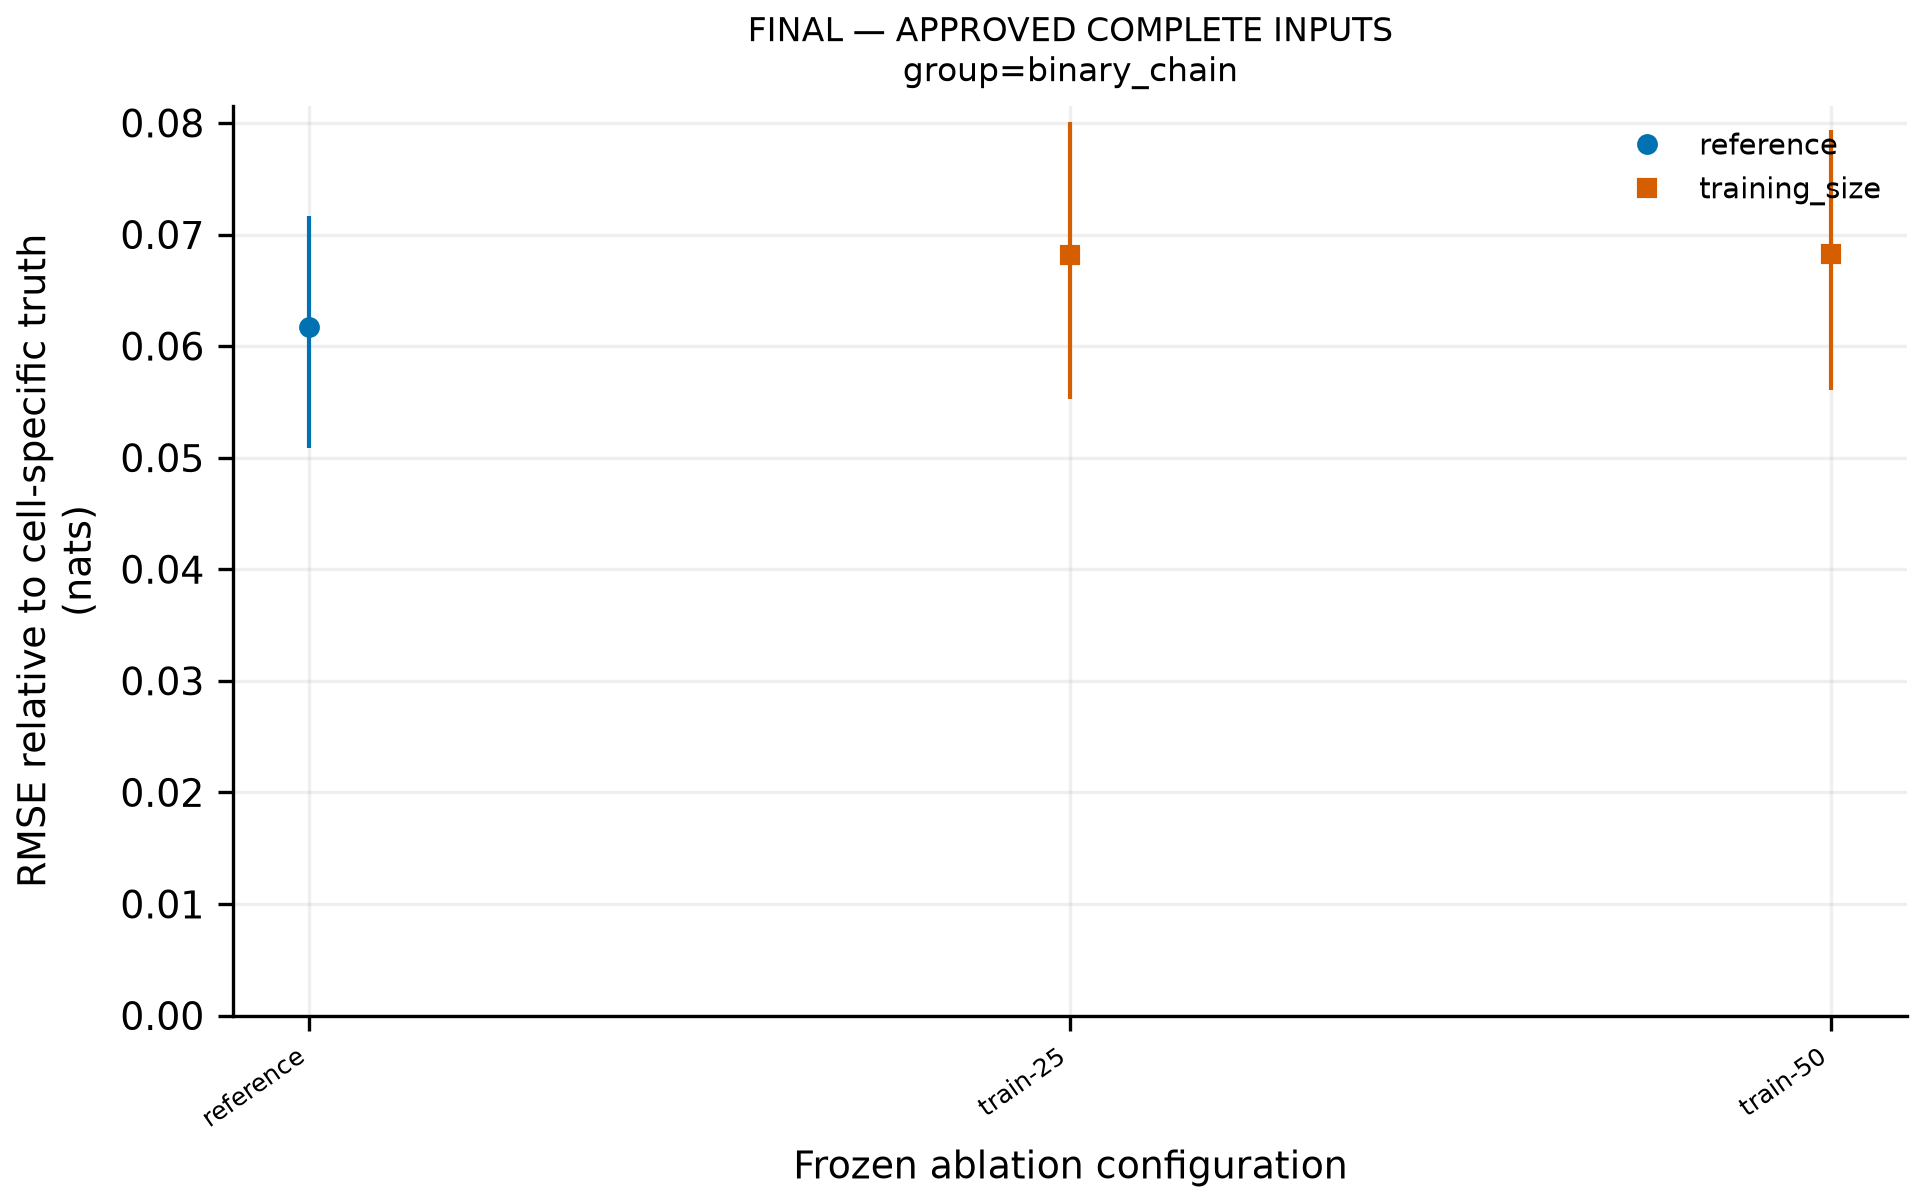 FINAL — APPROVED COMPLETE INPUTS
group=binary_chain
RMSE relative to cell-specific truth
(nats)
0.08
0.07
0.06
0.05
0.04
0.03
0.02
0.01
0.00
reference
training_size
reference
train-25
train-50
Frozen ablation configuration